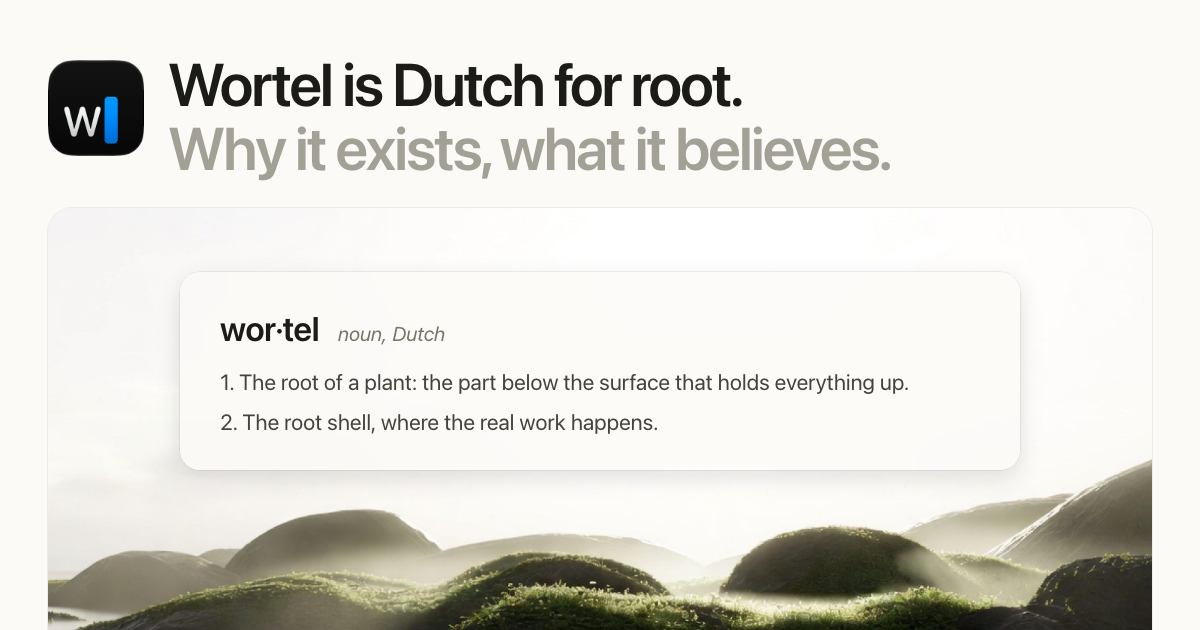 w
Wortel is Dutch for root.
Why it exists, what it believes.
wor·tel noun, Dutch
1. The root of a plant: the part below the surface that holds everything up.
2. The root shell, where the real work happens.